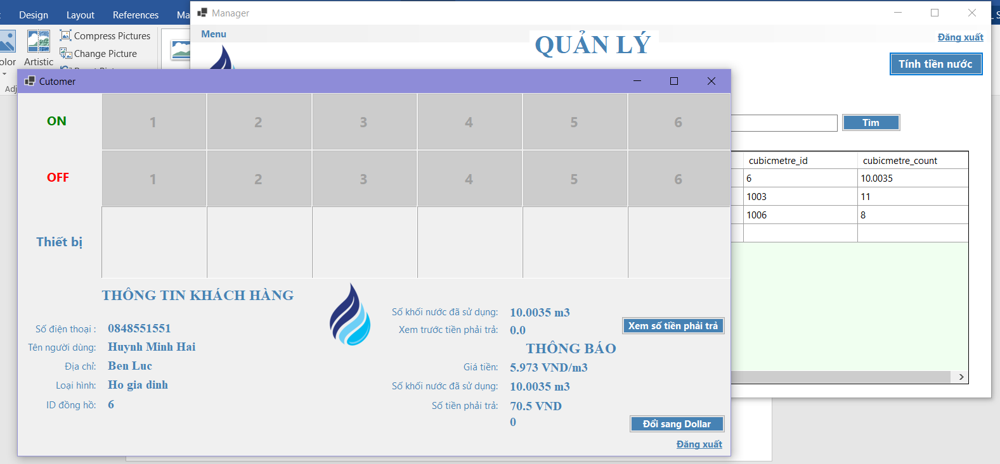 Design Layout References Ma
Manager
Menu
QUẢN LÝ
Đăng xuất
Compress Pictures
Change Picture
olor Artistic
Tính tiền nước
Adj
Cutomer
ON 1 2 3 4 5 6
Tìm
OFF 1 2 3 4 5 6
cubicmetre_id cubicmetre_count
6 10.0035
1003 11
1006 8
Thiết bị
THÔNG TIN KHÁCH HÀNG
Số khối nước đã sử dụng: 10.0035 m3
Xem trước tiền phải trả: 0.0
Xem số tiền phải trả
Số điện thoại : 0848551551
Tên người dùng: Huynh Minh Hai
Địa chỉ: Ben Luc
Loại hình: Ho gia dinh
ID đồng hồ: 6
THÔNG BÁO
Giá tiền: 5.973 VND/m3
Số khối nước đã sử dụng: 10.0035 m3
Số tiền phải trả: 70.5 VND
0
Đổi sang Dollar
Đăng xuất